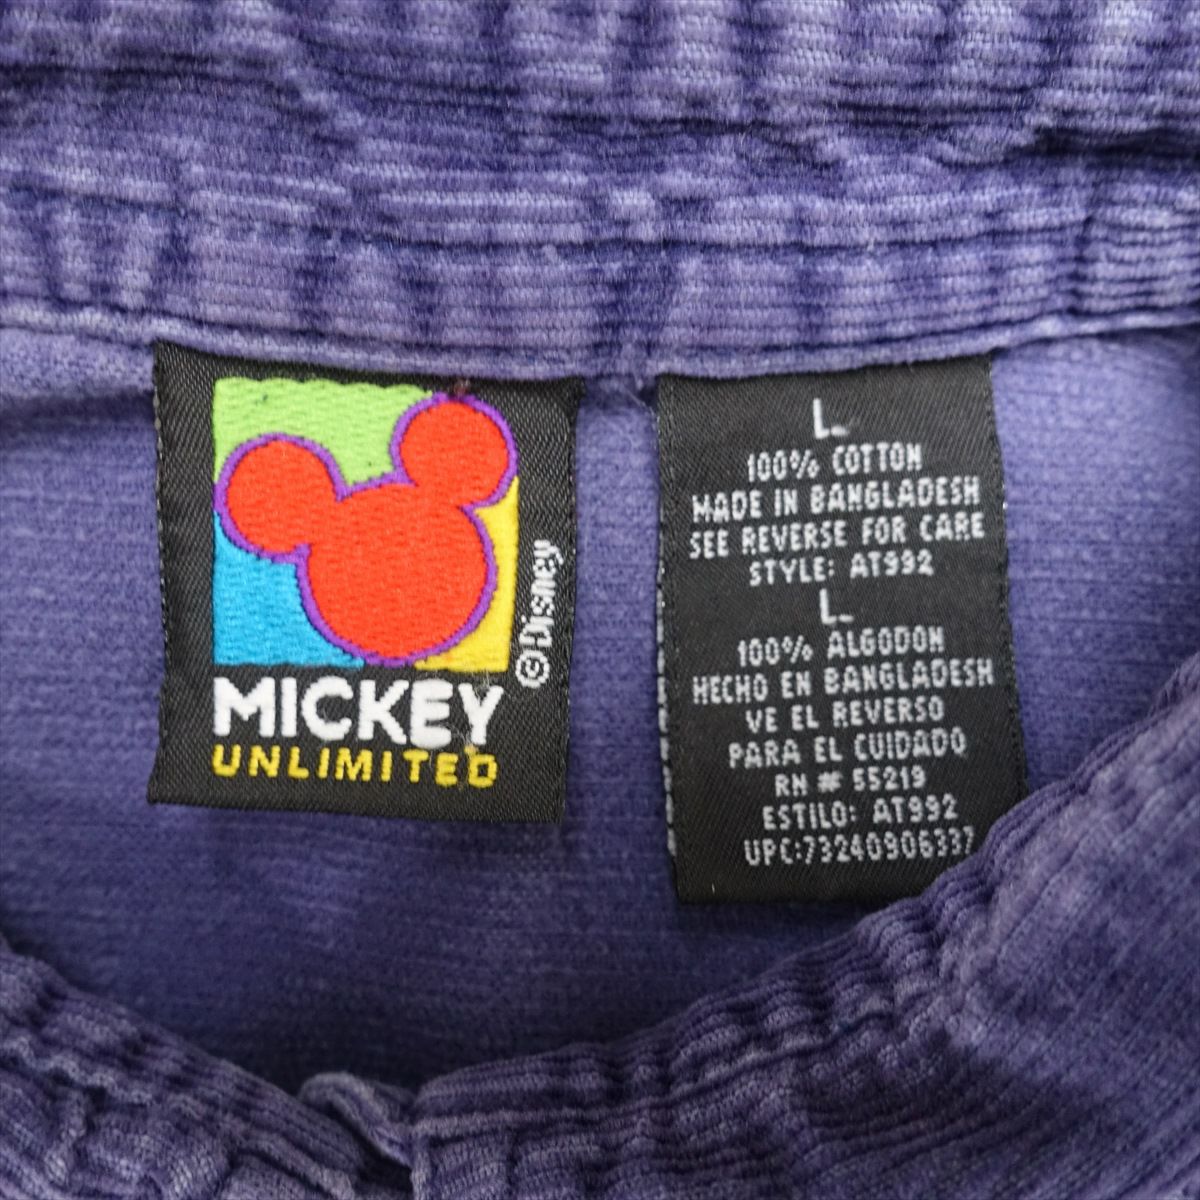 MICKEY
UNLIMITED
©Disney
L
100% COTTON
MADE IN BANGLADESH
SEE REVERSE FOR CARE
STYLE: AT992
L
100% ALGODON
HECHO EN BANGLADESH
VE EL REVERSO
PARA EL CUIDADO
RN # 55219
ESTILO: AT992
UPC:73240906337